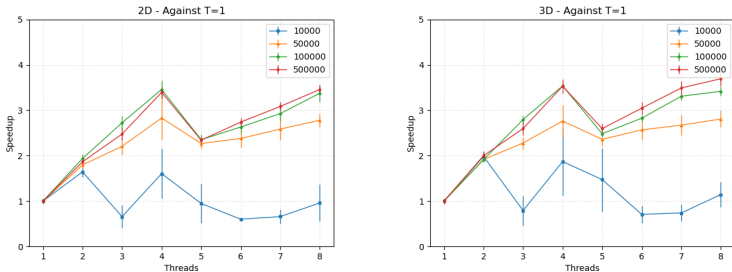 2D - Against T=1
5
4
3
2
1
0
Speedup
1 2 3 4 5 6 7 8
Threads
10000
50000
100000
500000
3D - Against T=1
5
4
3
2
1
0
Speedup
1 2 3 4 5 6 7 8
Threads
10000
50000
100000
500000